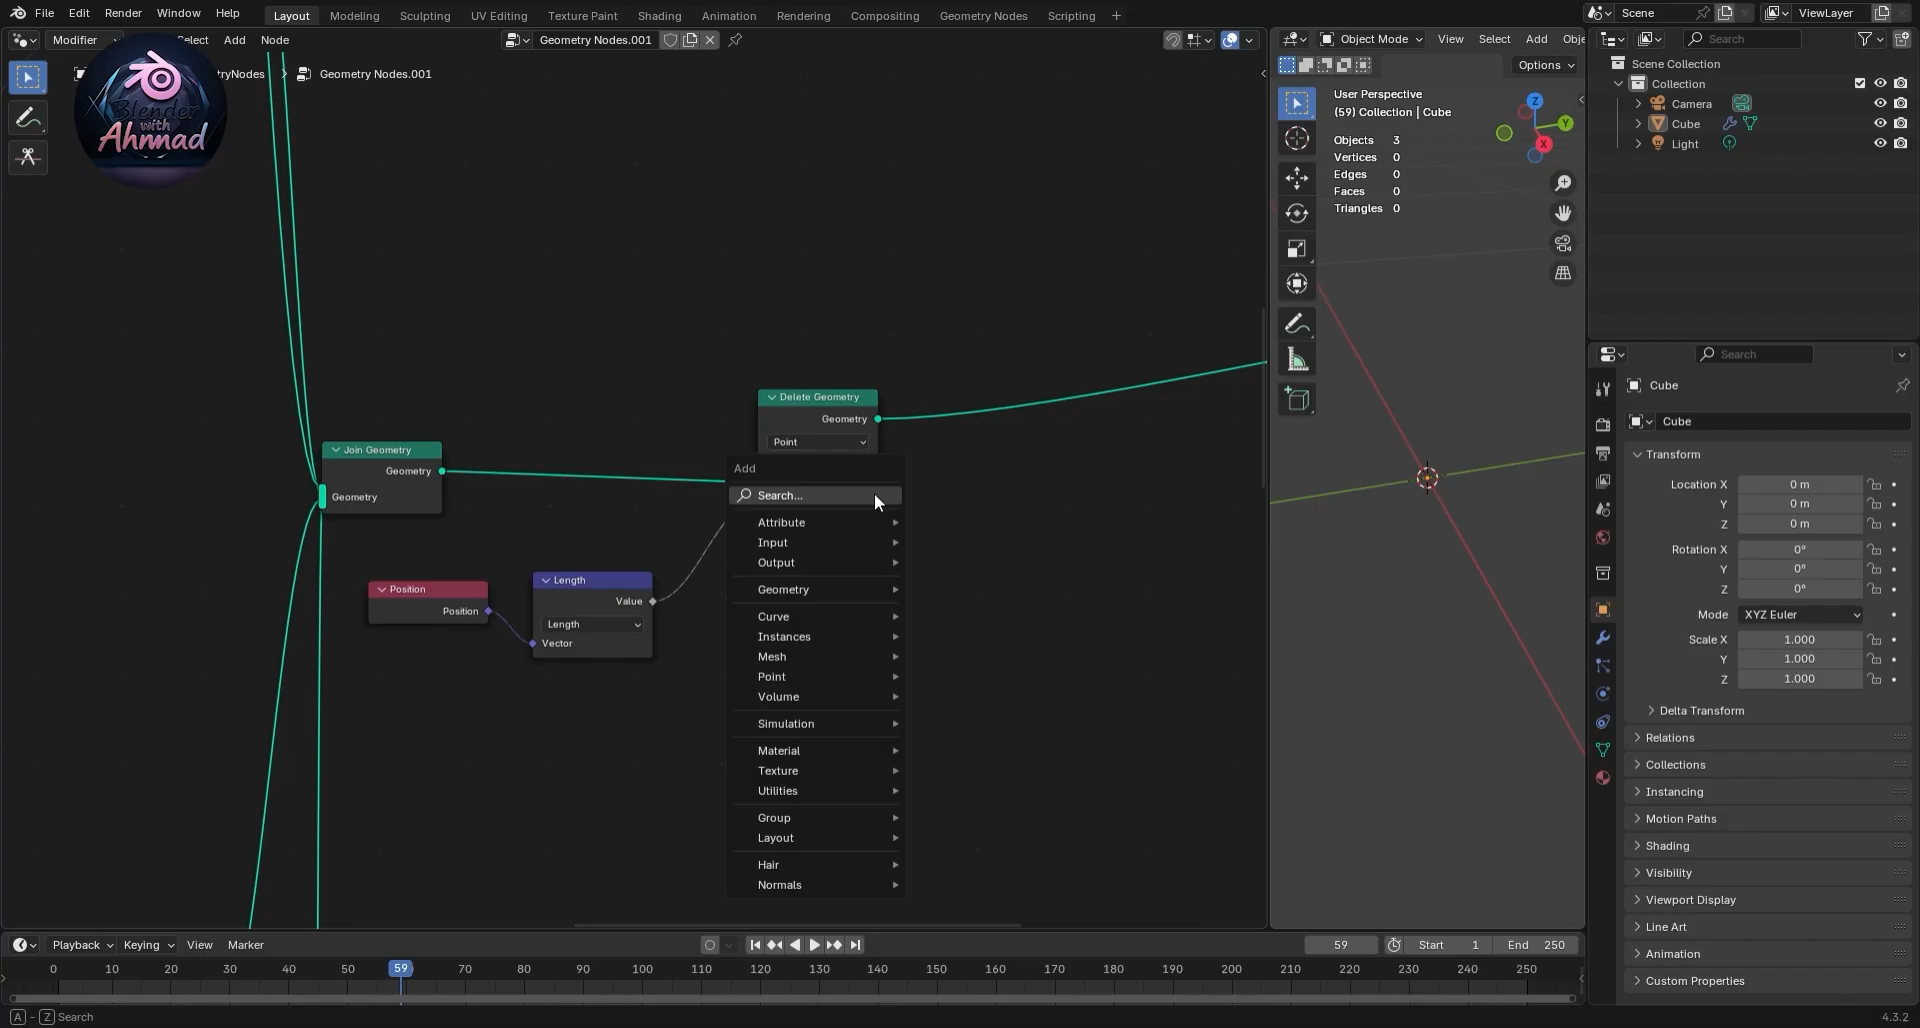 File Edit Render Window Help Layout Modeling Sculpting UV Editing Texture Paint Shading Animation Rendering Compositing Geometry Nodes Scripting Scene ViewLayer
Modifier Select Add Node Geometry Nodes.001
Object Mode View Select Add Obje
Search
tryNodes Geometry Nodes.001
Options
Blender
with
Ahmad
User Perspective
(59) Collection | Cube
Objects 3
Vertices 0
Edges 0
Faces 0
Triangles 0
Z
Y
X
Scene Collection
Collection
Camera
Cube
Light
Delete Geometry
Geometry
Point
Join Geometry
Geometry
Geometry
Position
Position
Length
Value
Length
Vector
Add
Search...
Attribute
Input
Output
Geometry
Curve
Instances
Mesh
Point
Volume
Simulation
Material
Texture
Utilities
Group
Layout
Hair
Normals
Search
Cube
Cube
Transform
Location X 0 m
Y 0 m
Z 0 m
Rotation X 0°
Y 0°
Z 0°
Mode XYZ Euler
Scale X 1.000
Y 1.000
Z 1.000
Delta Transform
Relations
Collections
Instancing
Motion Paths
Shading
Visibility
Viewport Display
Line Art
Animation
Custom Properties
Playback Keying View Marker 59 Start 1 End 250
0 10 20 30 40 50 59 70 80 90 100 110 120 130 140 150 160 170 180 190 200 210 220 230 240 250
A - Z Search 4.3.2